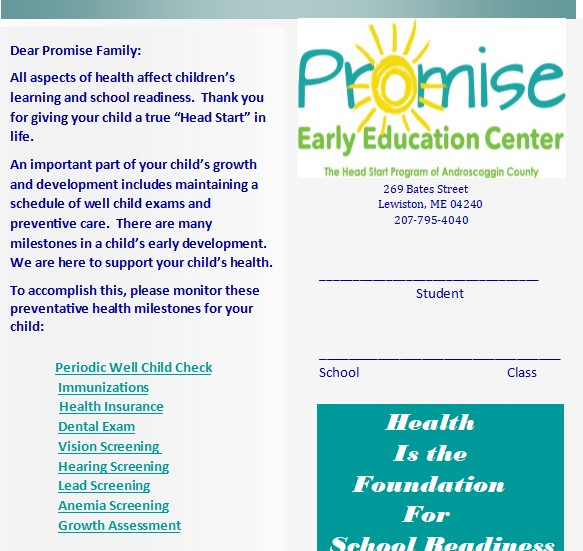 Dear Promise Family:
All aspects of health affect children's
learning and school readiness.  Thank you
for giving your child a true "Head Start" in
life.
An important part of your child's growth
and development includes maintaining a
schedule of well child exams and
preventive care.  There are many
milestones in a child's early development.
We are here to support your child's health.
To accomplish this, please monitor these
preventative health milestones for your
child:
Periodic Well Child Check
Immunizations
Health Insurance
Dental Exam
Vision Screening
Hearing Screening
Lead Screening
Anemia Screening
Growth Assessment
Promise
Early Education Center
The Head Start Program of Androscoggin County
269 Bates Street
Lewiston, ME 04240
207-795-4040
Student
School Class
Health
Is the
Foundation
For
School Readiness